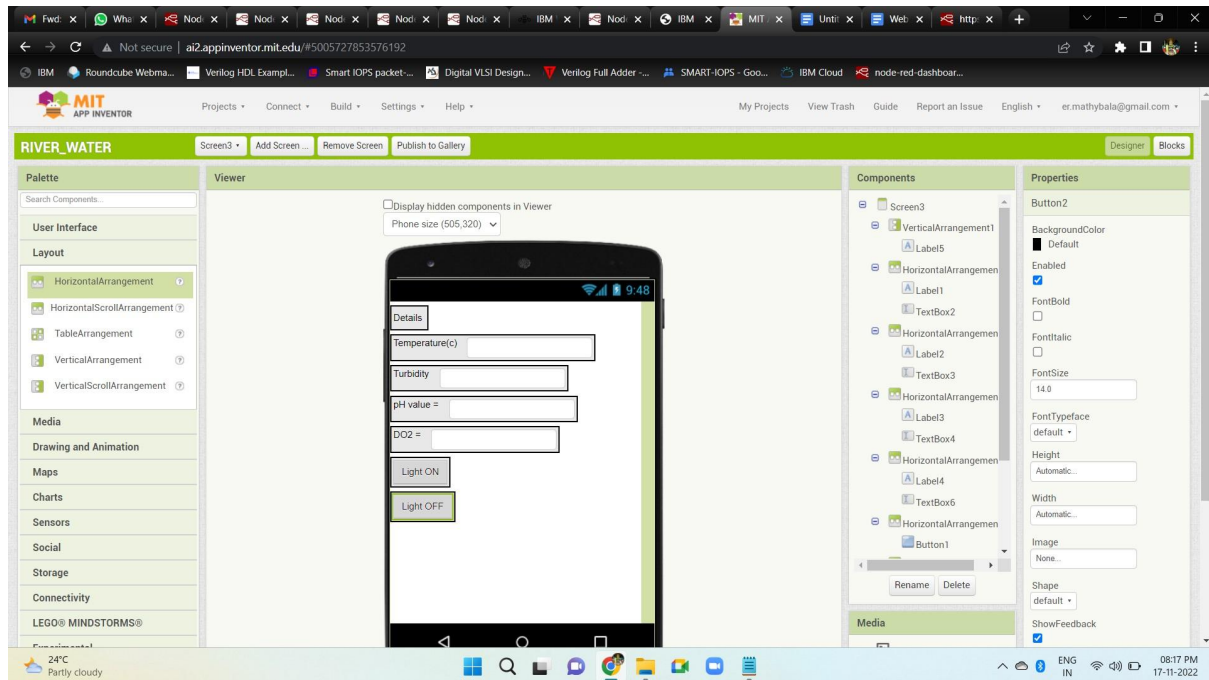 Fwd: Wha Node Node Node Node Node IBM Node IBM MIT Untit Web https
Not secure | ai2.appinventor.mit.edu/#5005727853576192
IBM Roundcube Webma... Verilog HDL Exampl... Smart IOPS packet-... Digital VLSI Design... Verilog Full Adder -... SMART-IOPS - Goo... IBM Cloud node-red-dashboar...
MIT
APP INVENTOR
Projects Connect Build Settings Help My Projects View Trash Guide Report an Issue English er.mathybala@gmail.com
RIVER_WATER Screen3 Add Screen ... Remove Screen Publish to Gallery Designer Blocks
Palette
Search Components...
User Interface
Layout
HorizontalArrangement ?
HorizontalScrollArrangement ?
TableArrangement ?
VerticalArrangement ?
VerticalScrollArrangement ?
Media
Drawing and Animation
Maps
Charts
Sensors
Social
Storage
Connectivity
LEGO® MINDSTORMS®
Experimental
Viewer
Display hidden components in Viewer
Phone size (505,320)
9:48
Details
Temperature(c)
Turbidity
pH value =
DO2 =
Light ON
Light OFF
Components
Screen3
VerticalArrangement1
Label5
HorizontalArrangemen
Label1
TextBox2
HorizontalArrangemen
Label2
TextBox3
HorizontalArrangemen
Label3
TextBox4
HorizontalArrangemen
Label4
TextBox6
HorizontalArrangemen
Button1
Rename Delete
Media
Properties
Button2
BackgroundColor
Default
Enabled
FontBold
FontItalic
FontSize
14.0
FontTypeface
default
Height
Automatic...
Width
Automatic...
Image
None...
Shape
default
ShowFeedback
24°C
Partly cloudy
ENG
IN
08:17 PM
17-11-2022